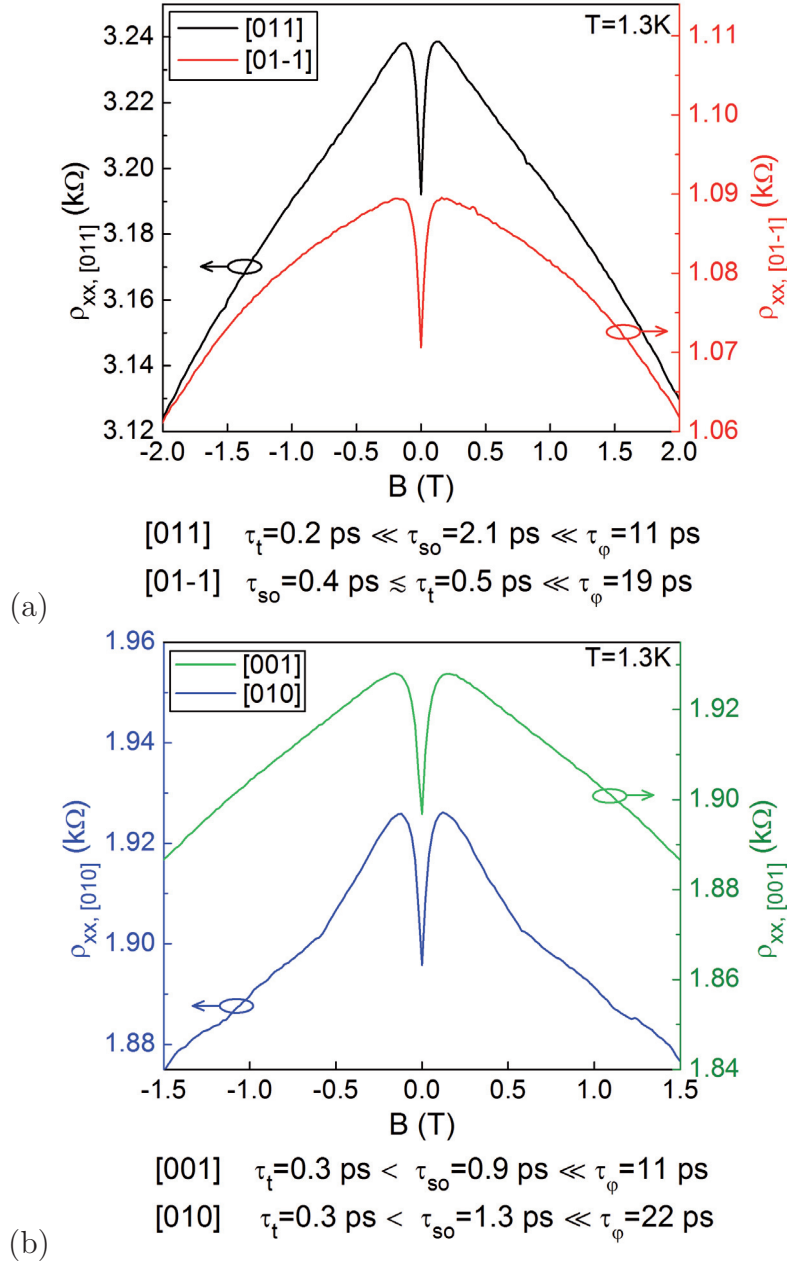 [011]
[01-1]
T=1.3K
3.24
3.22
3.20
3.18
3.16
3.14
3.12
ρxx, [011] (kΩ)
1.11
1.10
1.09
1.08
1.07
1.06
ρxx, [01-1] (kΩ)
-2.0 -1.5 -1.0 -0.5 0.0 0.5 1.0 1.5 2.0
B (T)
[011] τt=0.2 ps ≪ τso=2.1 ps ≪ τφ=11 ps
[01-1] τso=0.4 ps ≲ τt=0.5 ps ≪ τφ=19 ps
(a)
[001]
[010]
T=1.3K
1.96
1.94
1.92
1.90
1.88
ρxx, [010] (kΩ)
1.92
1.90
1.88
1.86
1.84
ρxx, [001] (kΩ)
-1.5 -1.0 -0.5 0.0 0.5 1.0 1.5
B (T)
[001] τt=0.3 ps < τso=0.9 ps ≪ τφ=11 ps
[010] τt=0.3 ps < τso=1.3 ps ≪ τφ=22 ps
(b)